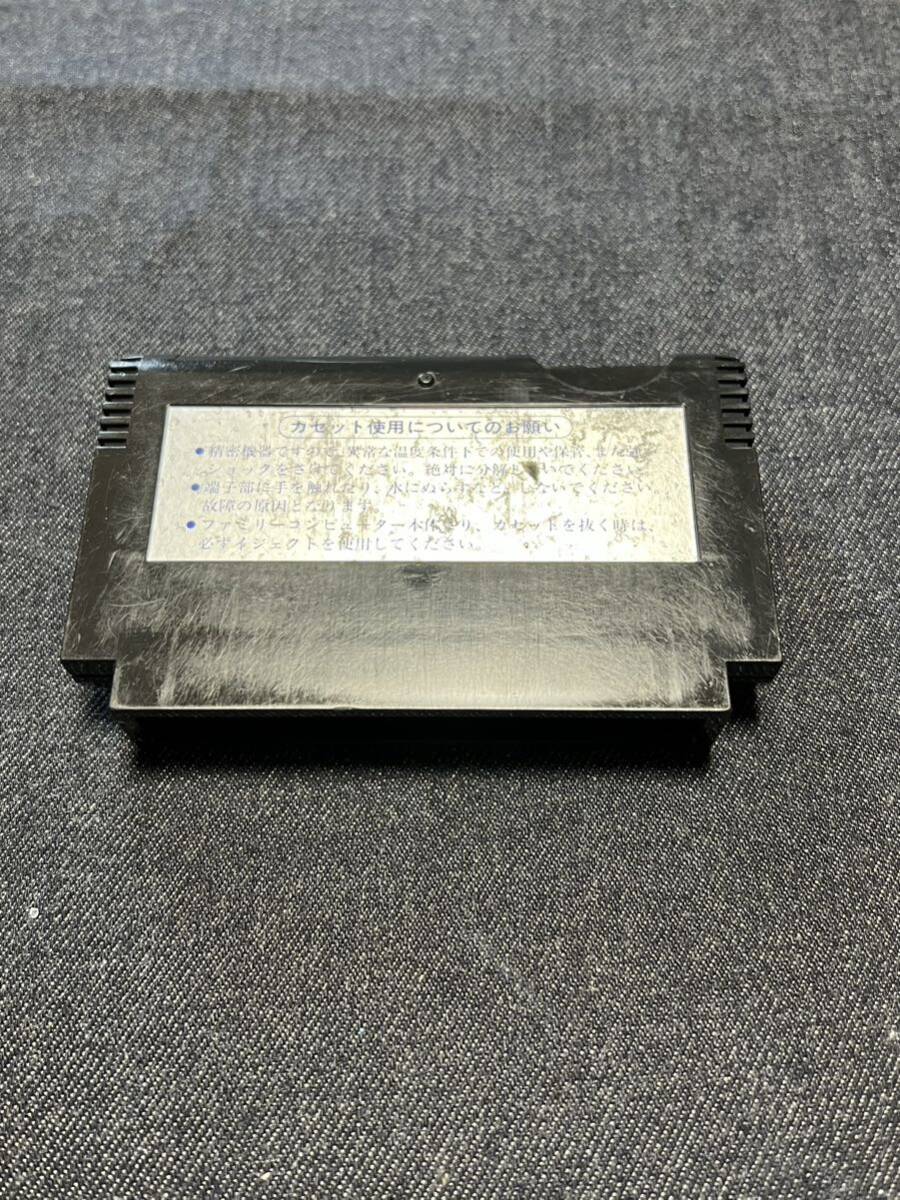 カセット使用についてのお願い
●精密機器ですので、異常な温度条件下での使用や保管、また強い
ショックをさけてください。絶対に分解しないでください。
●端子部に手を触れたり、水にぬらすなど、しないでください。
故障の原因となります。
●ファミリーコンピューター本体より、カセットを抜く時は、
必ずイジェクトを使用してください。